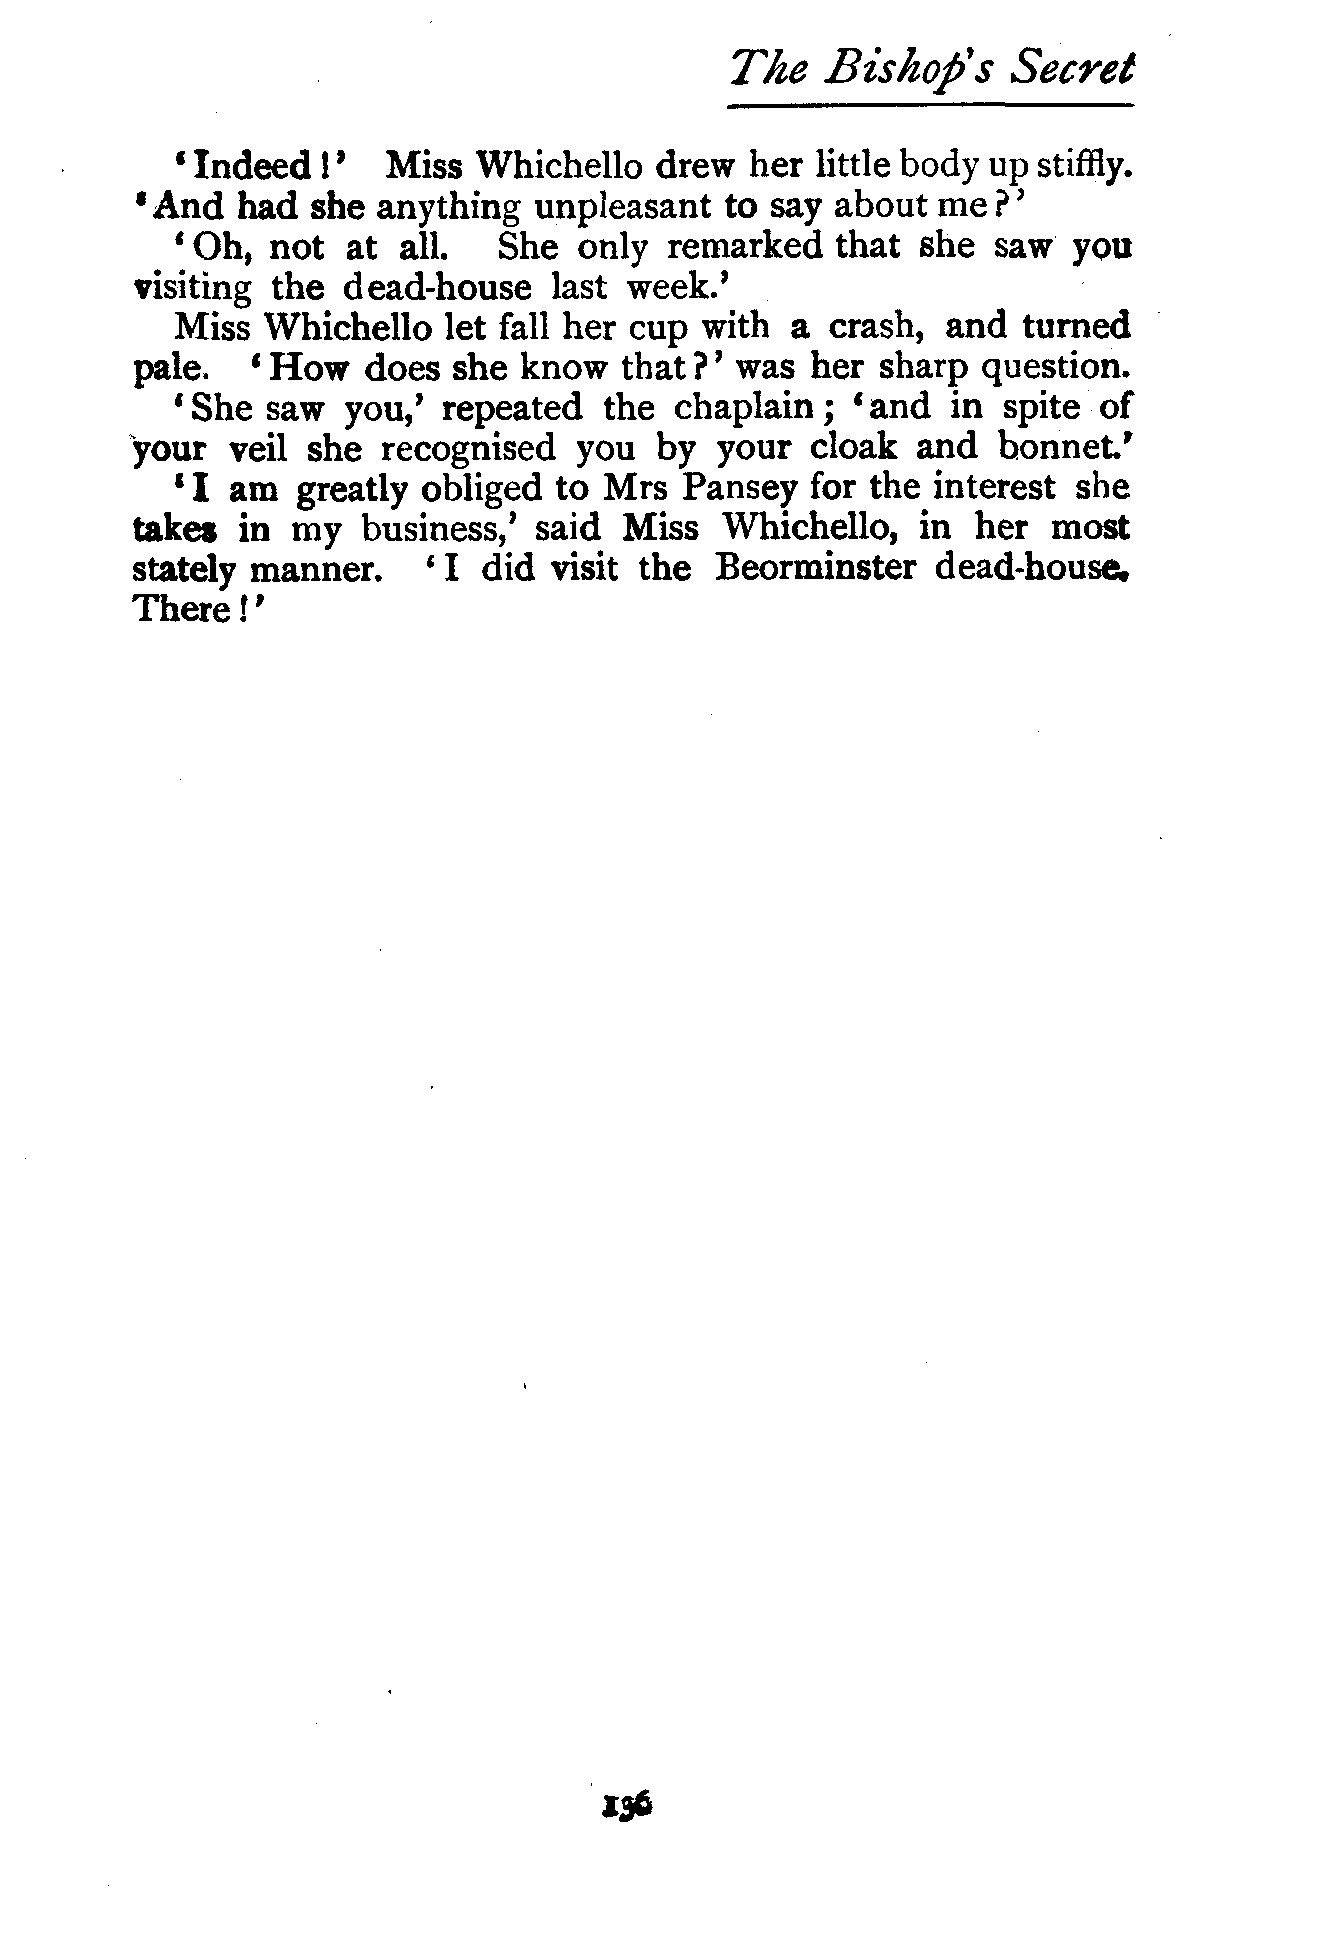 The Bishop's Secret
‘Indeed!’ Miss Whichello drew her little body up stiffly.
‘And had she anything unpleasant to say about me?’
‘Oh, not at all. She only remarked that she saw you
visiting the dead-house last week.’
Miss Whichello let fall her cup with a crash, and turned
pale. ‘How does she know that?’ was her sharp question.
‘She saw you,’ repeated the chaplain; ‘and in spite of
your veil she recognised you by your cloak and bonnet.’
‘I am greatly obliged to Mrs Pansey for the interest she
takes in my business,’ said Miss Whichello, in her most
stately manner. ‘I did visit the Beorminster dead-house.
There!’